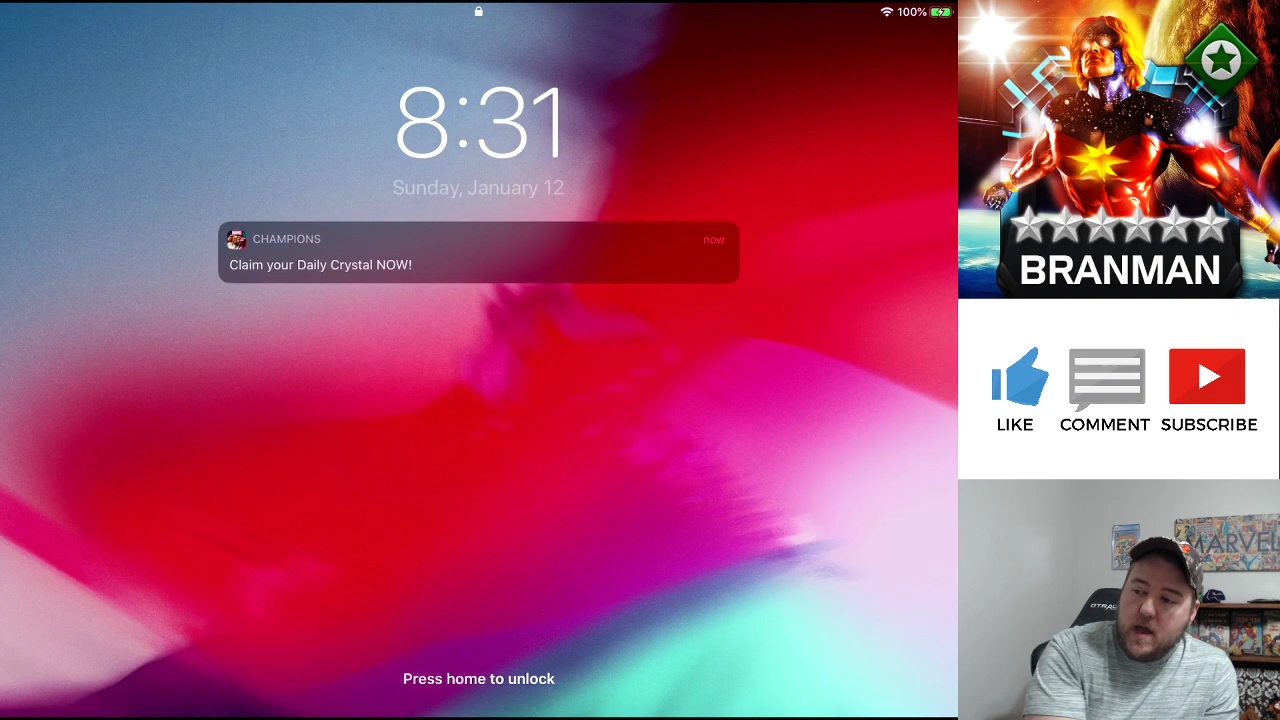 100%
8:31
Sunday, January 12
CHAMPIONS
now
Claim your Daily Crystal NOW!
Press home to unlock
BRANMAN
LIKE
COMMENT
SUBSCRIBE
MARVEL